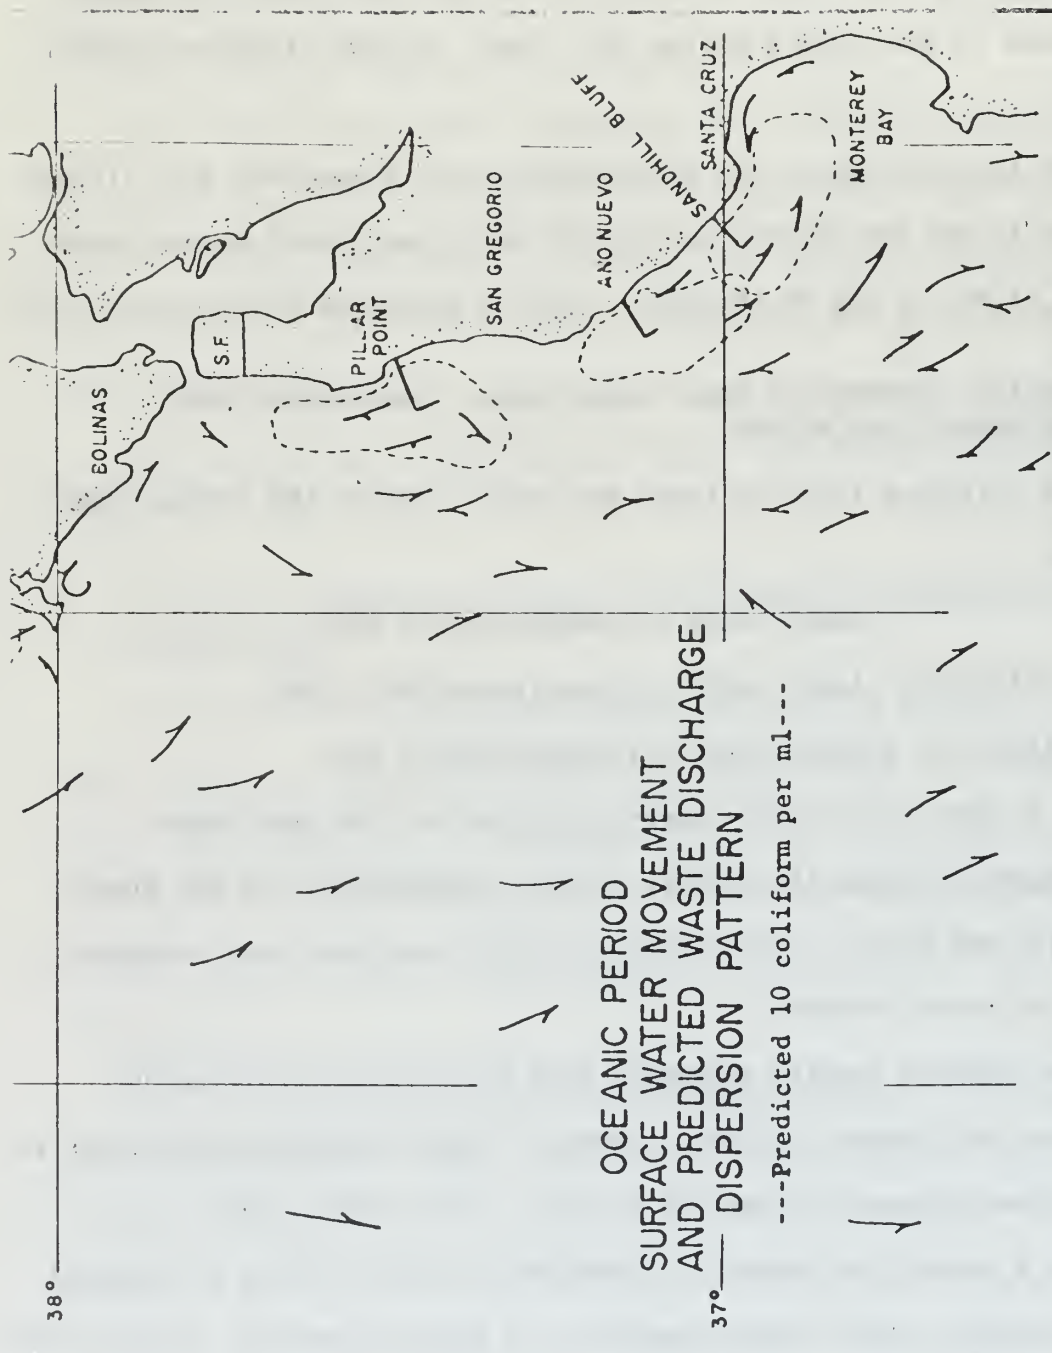 38°
BOLINAS
S.F.
PILLAR
POINT
SAN GREGORIO
ANO NUEVO
SANDHILL BLUFF
SANTA CRUZ
MONTEREY
BAY
37°
OCEANIC PERIOD
SURFACE WATER MOVEMENT
AND PREDICTED WASTE DISCHARGE
DISPERSION PATTERN
---Predicted 10 coliform per ml---